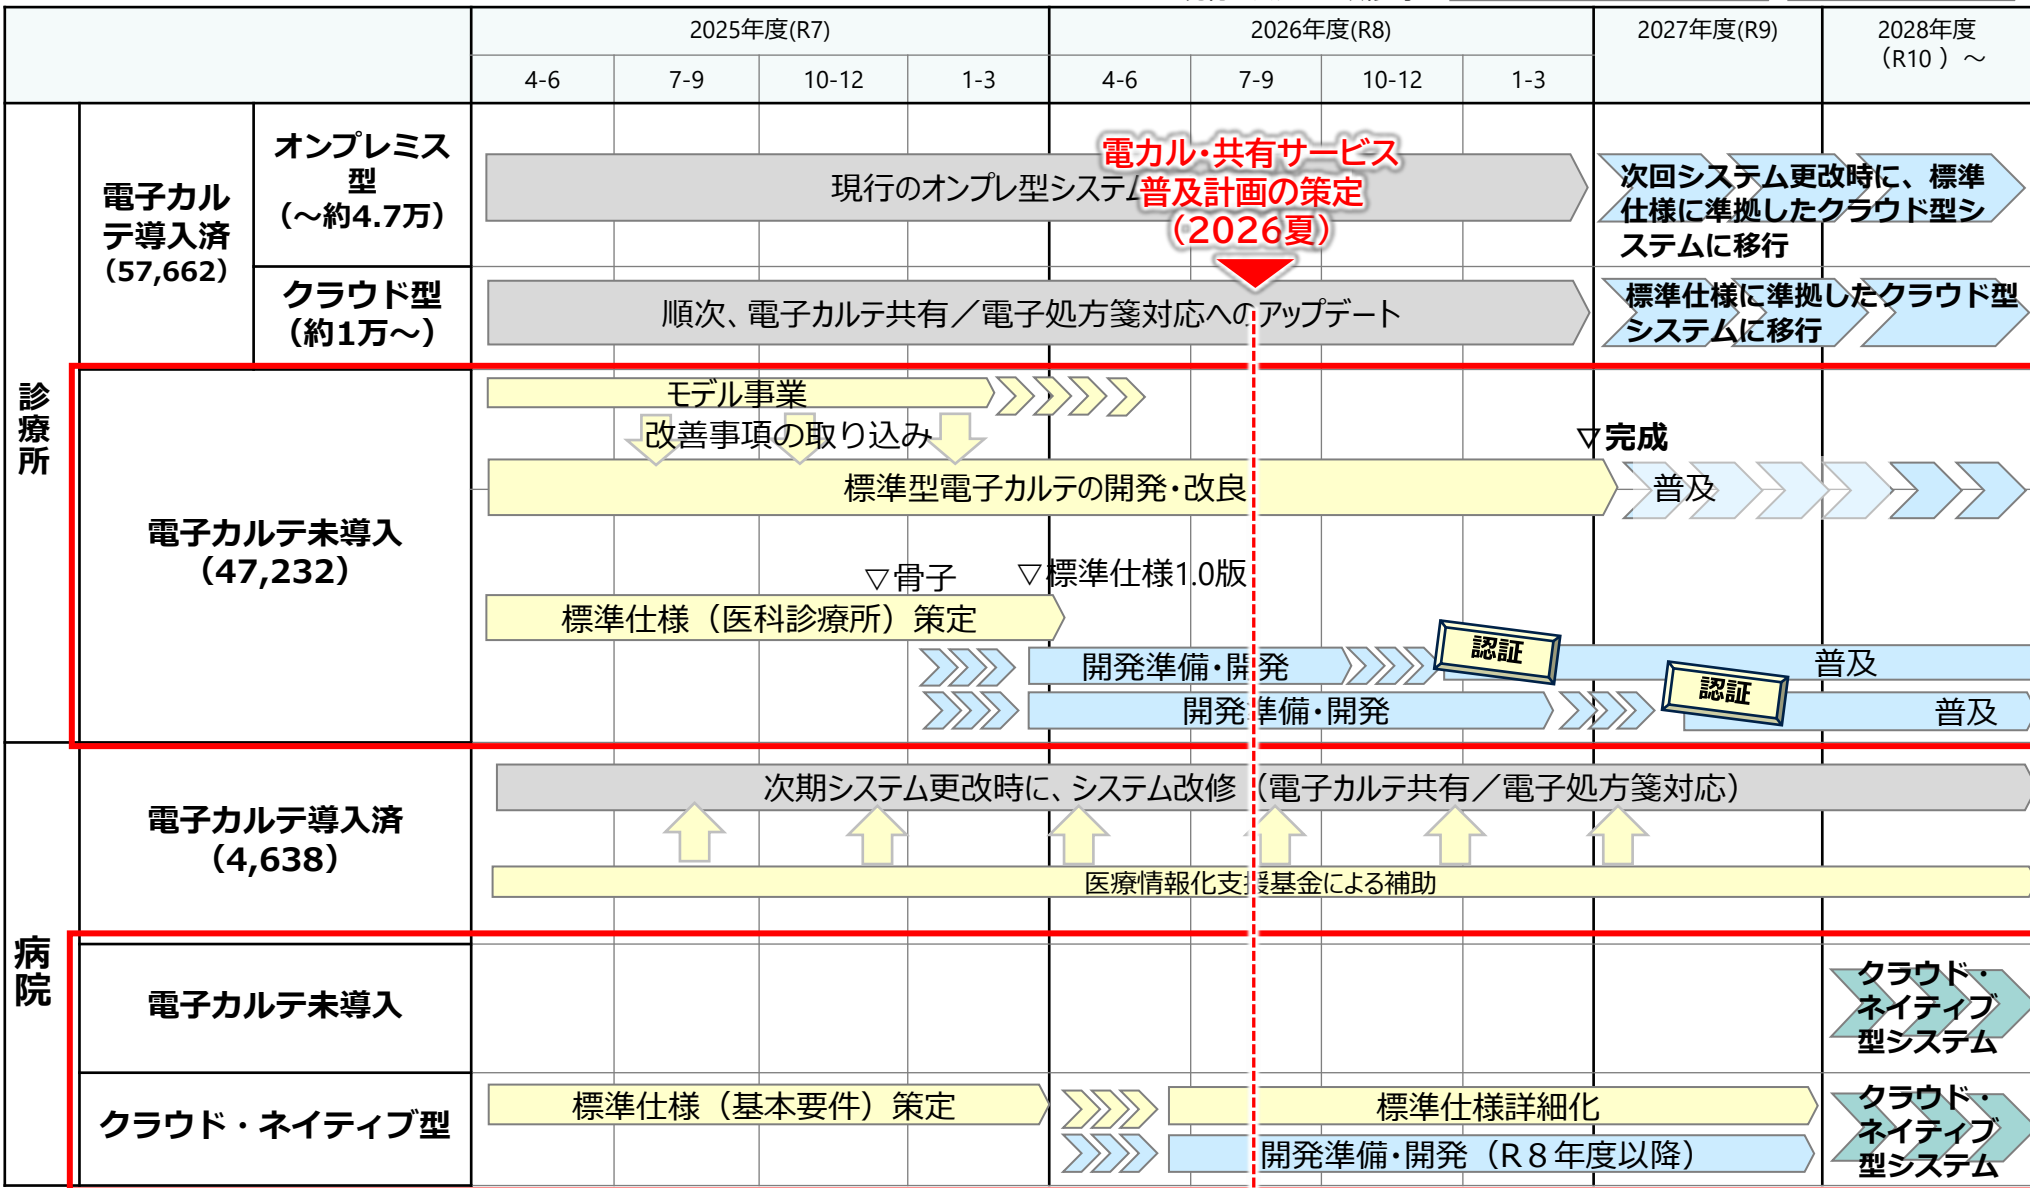 2025年度(R7)
2026年度(R8)
2027年度(R9)
2028年度
（R10 ）～
4-6
7-9
10-12
1-3
4-6
7-9
10-12
1-3
診療所
電子カル
テ導入済
（57,662）
オンプレミス
型
（～約4.7万）
現行のオンプレ型システム
電カル・共有サービス
普及計画の策定
（2026夏）
次回システム更改時に、標準
仕様に準拠したクラウド型シ
ステムに移行
クラウド型
（約1万～）
順次、電子カルテ共有／電子処方箋対応へのアップデート
標準仕様に準拠したクラウド型
システムに移行
電子カルテ未導入
（47,232）
モデル事業
改善事項の取り込み
▽完成
標準型電子カルテの開発・改良
普及
▽骨子
▽標準仕様1.0版
標準仕様（医科診療所）策定
開発準備・開発
認証
普及
開発準備・開発
認証
普及
病院
電子カルテ導入済
（4,638）
次期システム更改時に、システム改修（電子カルテ共有／電子処方箋対応）
医療情報化支援基金による補助
電子カルテ未導入
クラウド・
ネイティブ
型システム
クラウド・ネイティブ型
標準仕様（基本要件）策定
標準仕様詳細化
開発準備・開発（R８年度以降）
クラウド・
ネイティブ
型システム